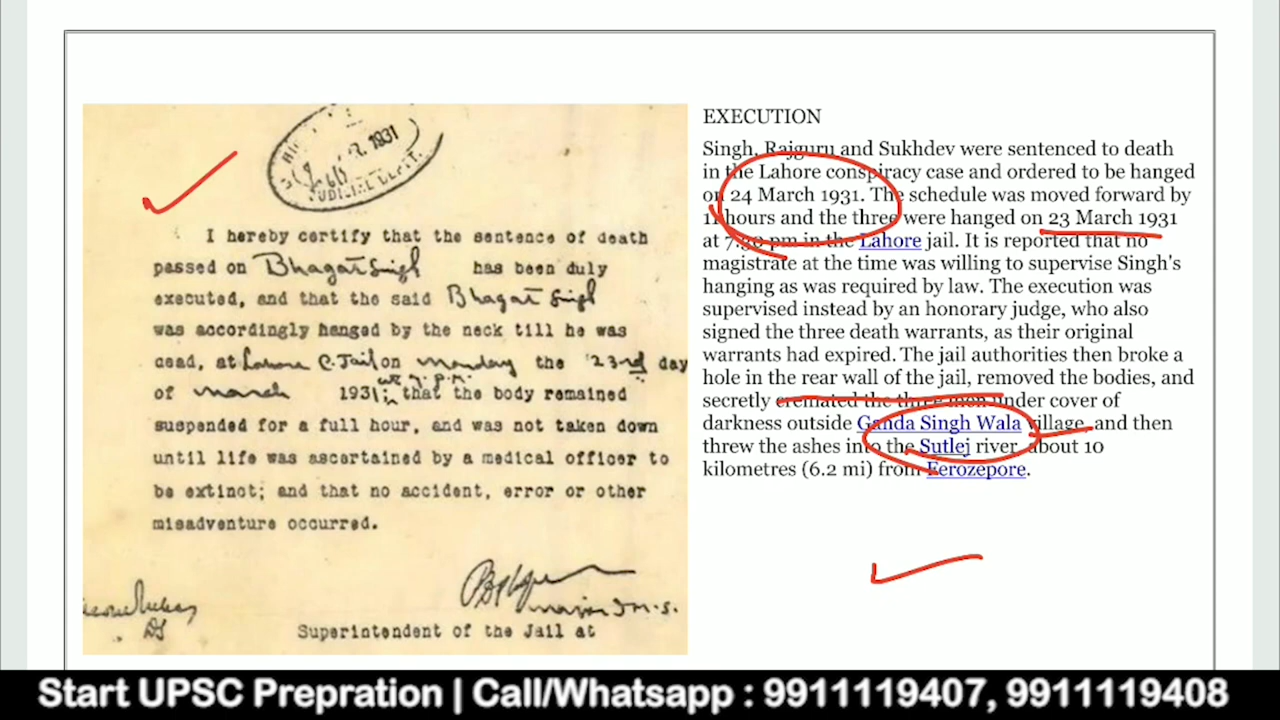 1931
JUDICIAL DEPT.
I hereby certify that the sentence of death
passed on Bhagat Singh has been duly
executed, and that the said Bhagat Singh
was accordingly hanged by the neck till he was
dead, at Lahore C. Jail on Monday the 23rd day
of March 1931; at 7 p.m. that the body remained
suspended for a full hour, and was not taken down
until life was ascertained by a medical officer to
be extinct; and that no accident, error or other
misadventure occurred.
Superintendent of the Jail at
EXECUTION
Singh, Rajguru and Sukhdev were sentenced to death
in the Lahore conspiracy case and ordered to be hanged
on 24 March 1931. The schedule was moved forward by
11 hours and the three were hanged on 23 March 1931
at 7:30 pm in the Lahore jail. It is reported that no
magistrate at the time was willing to supervise Singh's
hanging as was required by law. The execution was
supervised instead by an honorary judge, who also
signed the three death warrants, as their original
warrants had expired. The jail authorities then broke a
hole in the rear wall of the jail, removed the bodies, and
secretly cremated the three men under cover of
darkness outside Ganda Singh Wala village, and then
threw the ashes into the Sutlej river, about 10
kilometres (6.2 mi) from Ferozepore.
Start UPSC Prepration | Call/Whatsapp : 9911119407, 9911119408